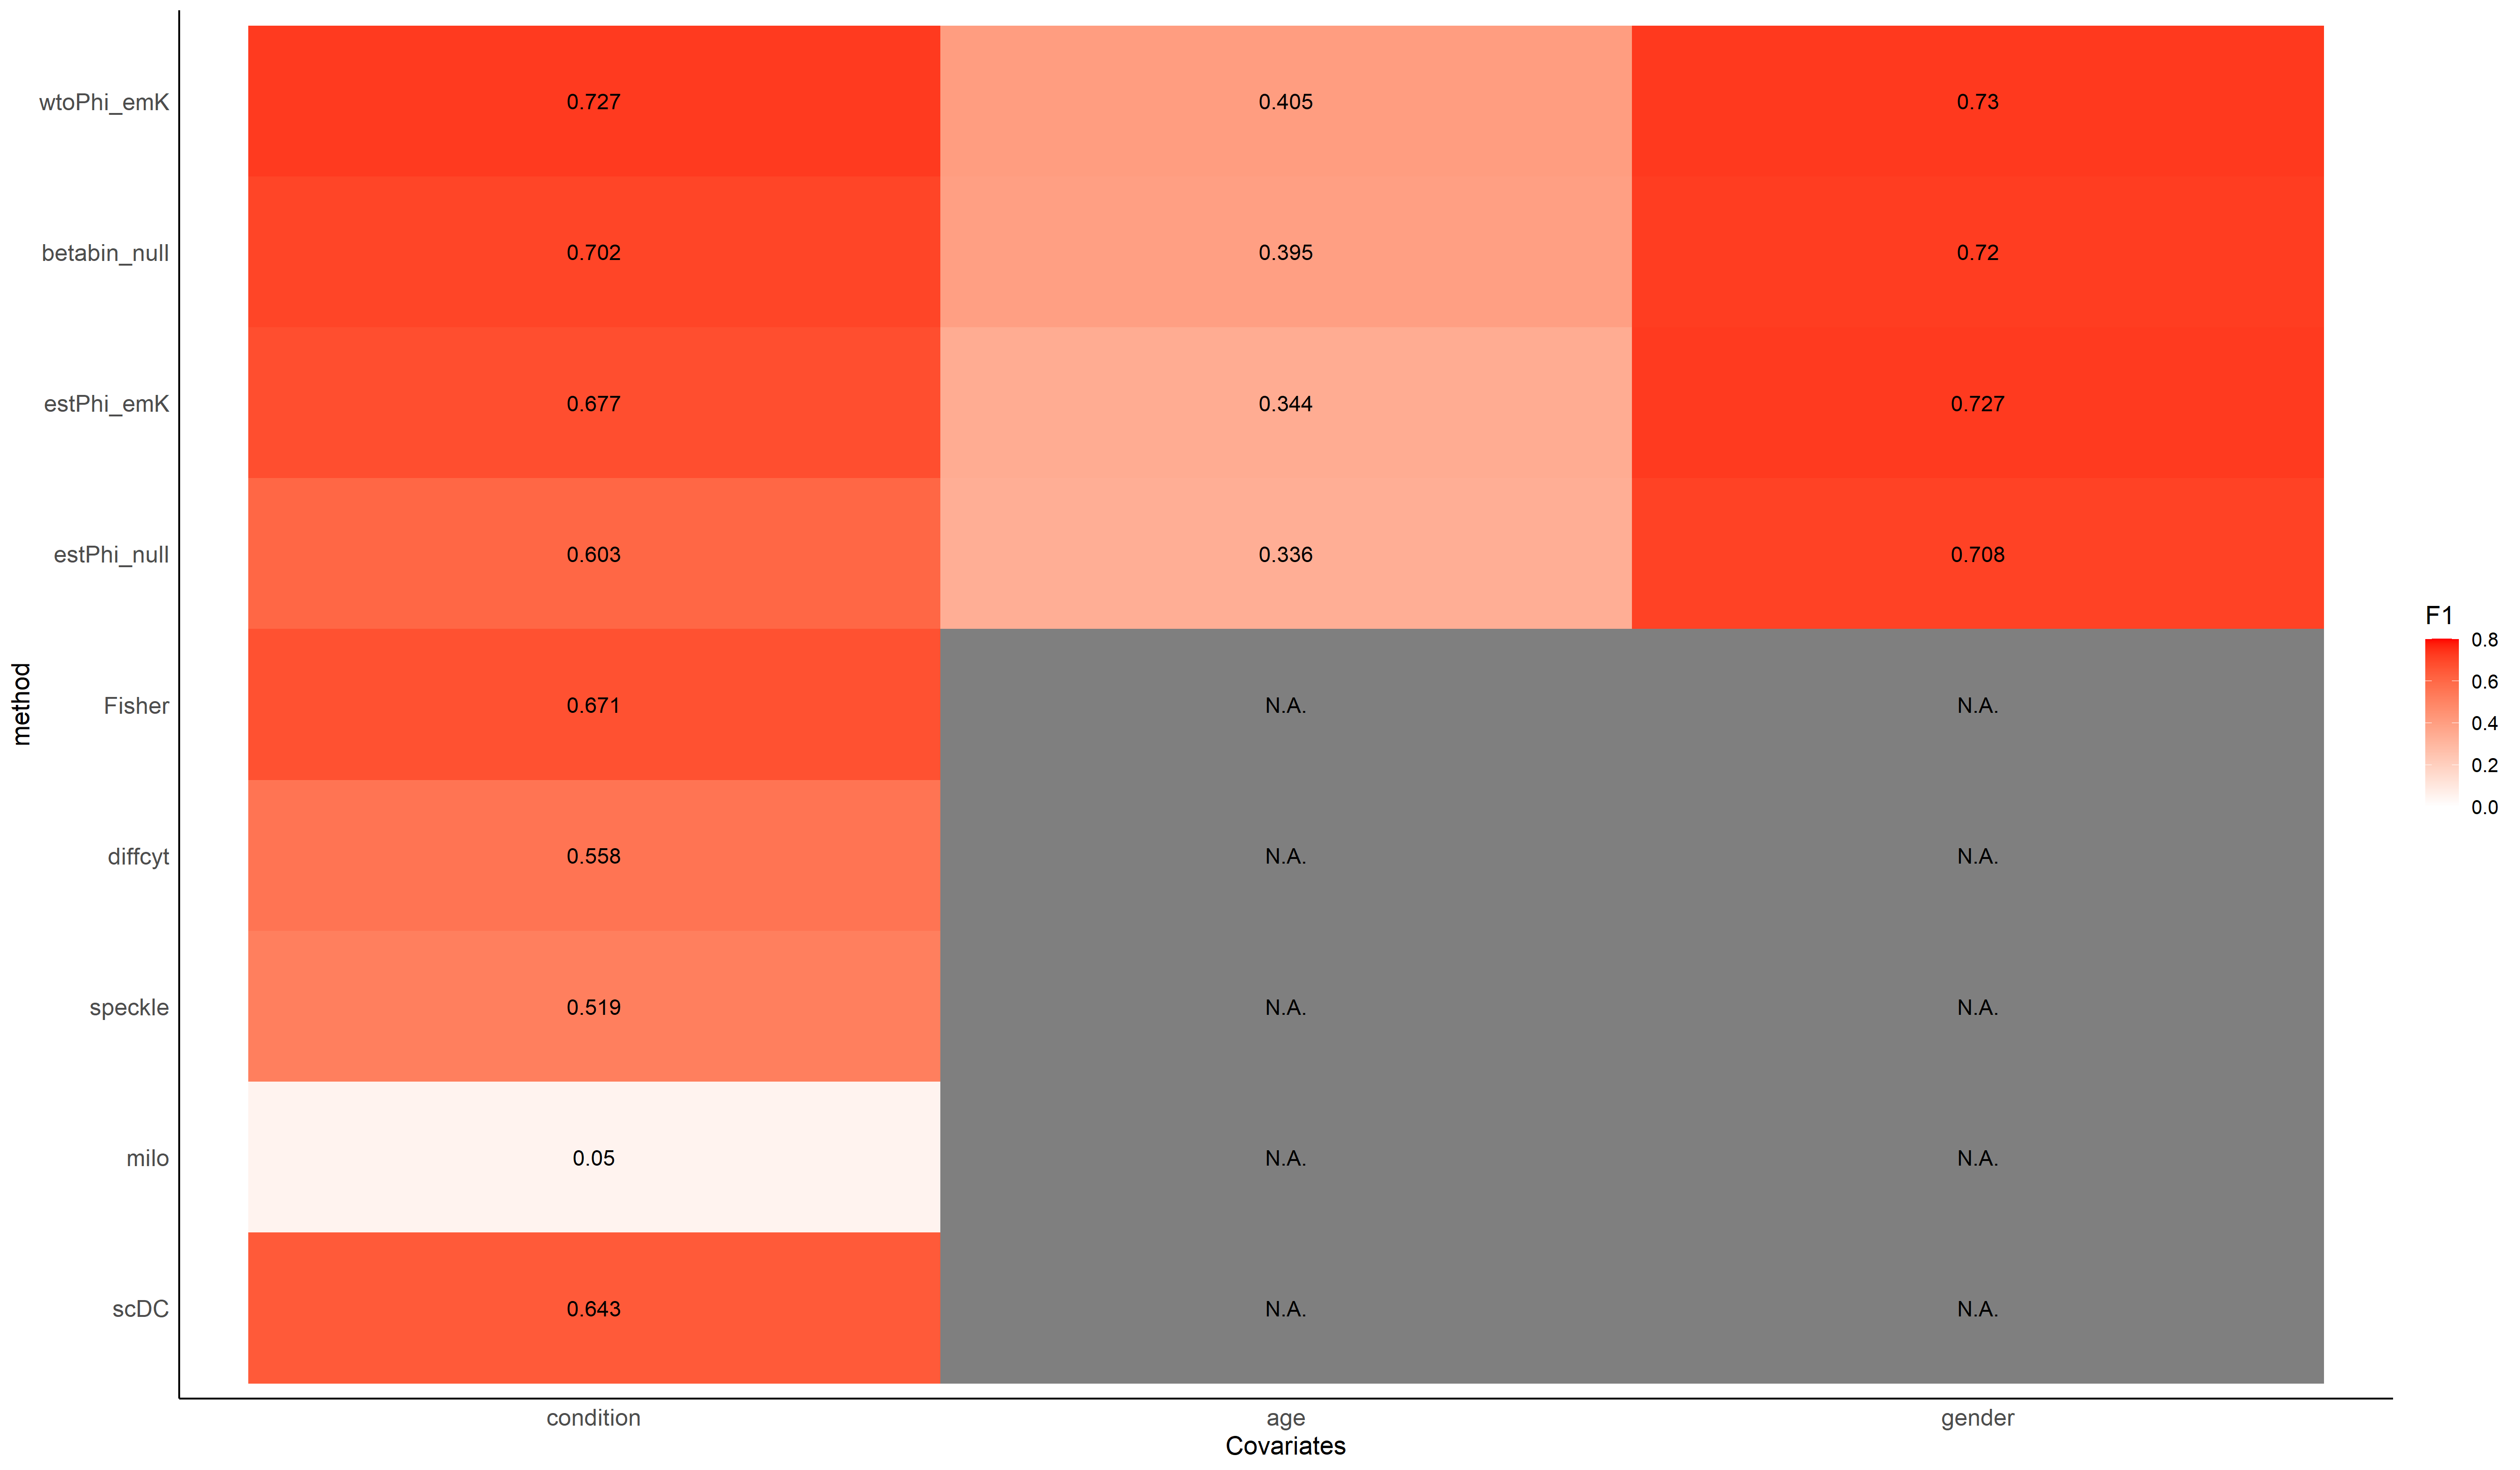 wtoPhi_emK 0.727 0.405 0.73
betabin_null 0.702 0.395 0.72
estPhi_emK 0.677 0.344 0.727
estPhi_null 0.603 0.336 0.708
Fisher 0.671 N.A. N.A.
diffcyt 0.558 N.A. N.A.
speckle 0.519 N.A. N.A.
milo 0.05 N.A. N.A.
scDC 0.643 N.A. N.A.
method
condition age gender
Covariates
F1
0.8
0.6
0.4
0.2
0.0